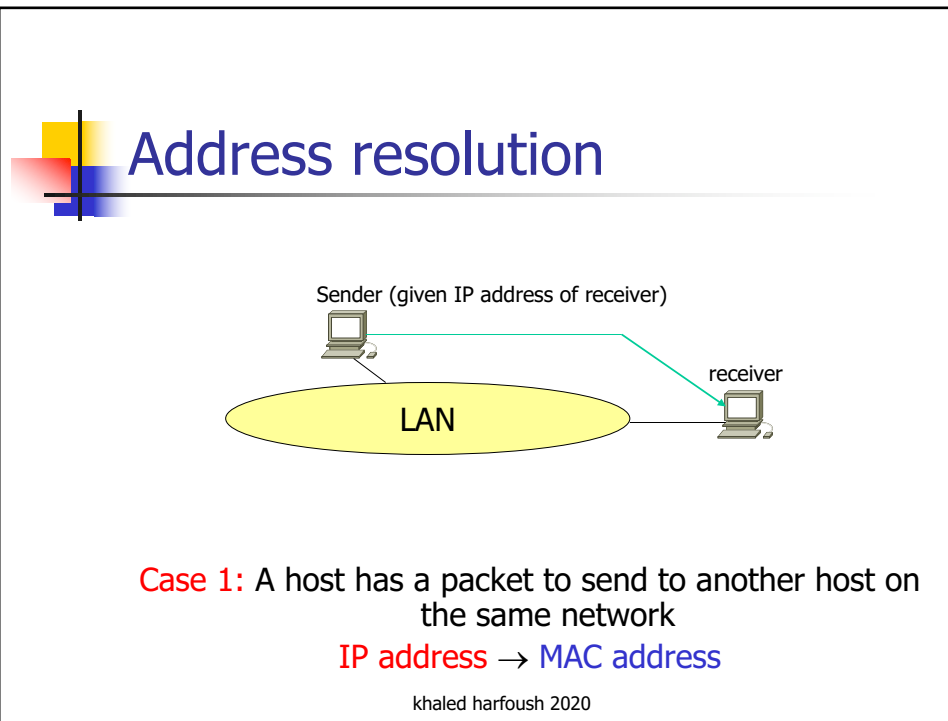 Address resolution
Sender (given IP address of receiver)
receiver
LAN
Case 1: A host has a packet to send to another host on
the same network
IP address → MAC address
khaled harfoush 2020